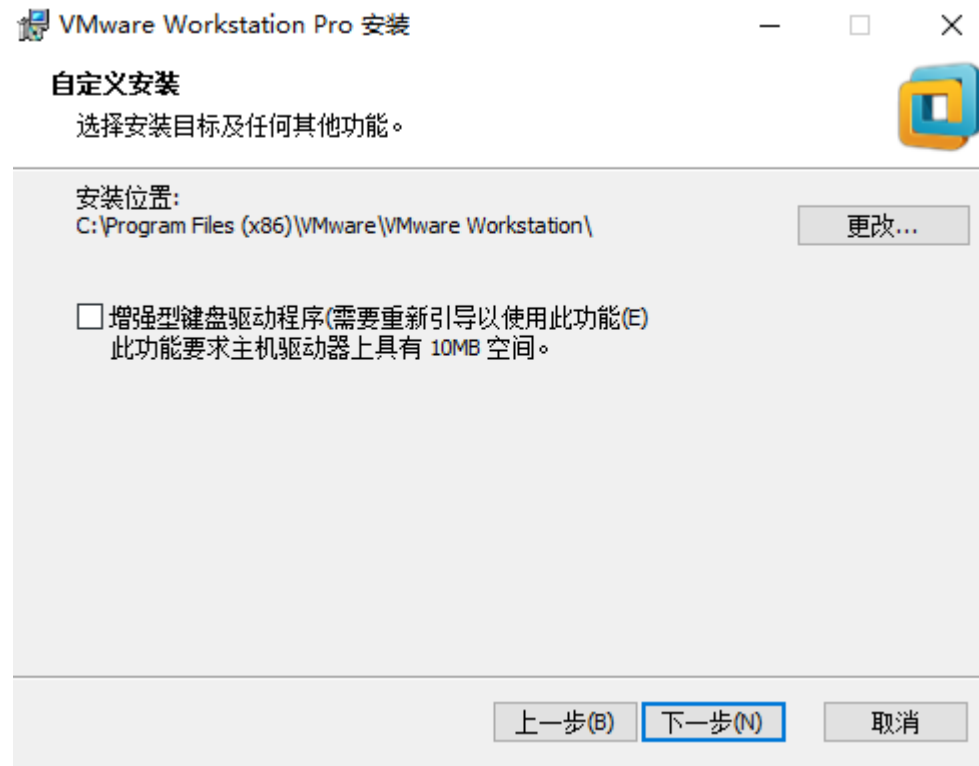 VMware Workstation Pro 安装
自定义安装
选择安装目标及任何其他功能。
安装位置:
C:\Program Files (x86)\VMware\VMware Workstation\
更改...
增强型键盘驱动程序(需要重新引导以使用此功能(E)
此功能要求主机驱动器上具有 10MB 空间。
上一步(B)
下一步(N)
取消